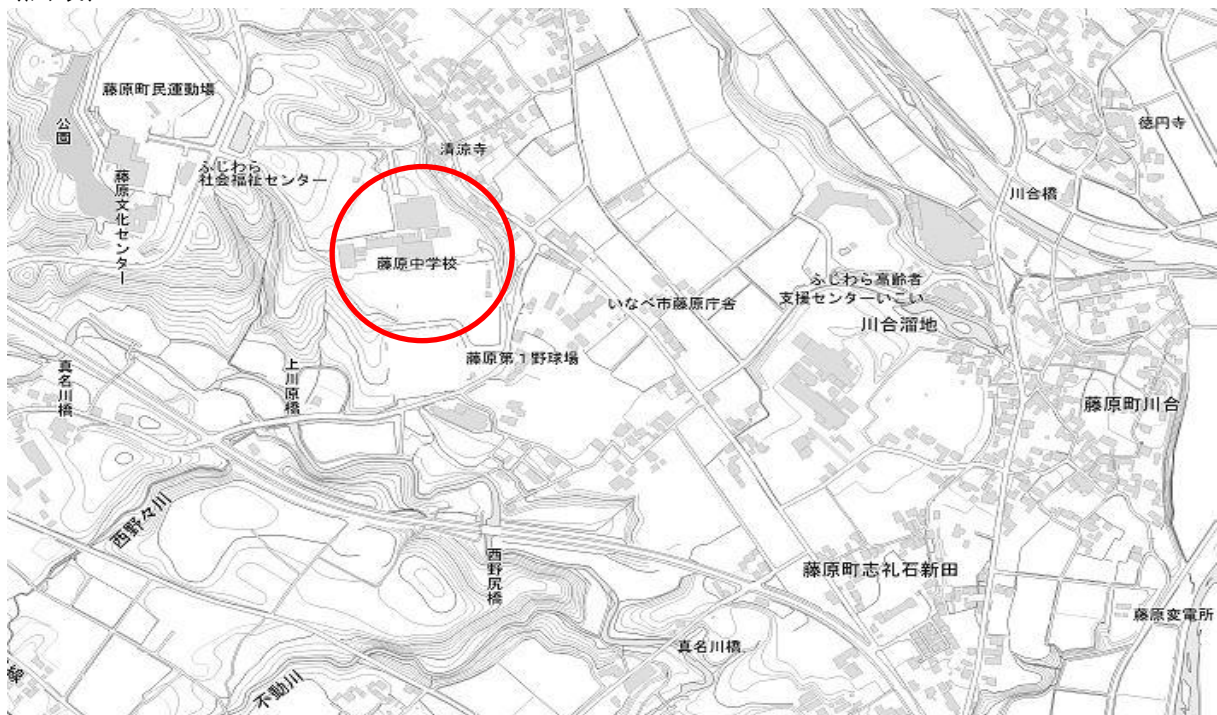 藤原町民運動場
公園
徳円寺
清涼寺
ふじわら
社会福祉センター
藤原文化センター
川合橋
藤原中学校
ふじわら高齢者
支援センターいこい
いなべ市藤原庁舎
川合溜地
藤原第1野球場
真名川橋
上川原橋
藤原町川合
西野々川
西野尻橋
藤原町志礼石新田
藤原変電所
真名川橋
不動川